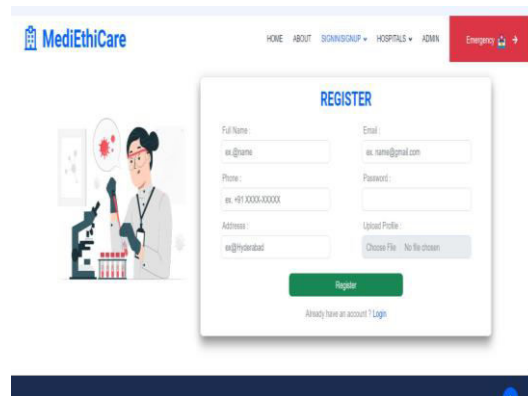 MediEthiCare
HOME ABOUT SIGNIN/SIGNUP HOSPITALS ADMIN Emergency
REGISTER
Full Name : Email :
ex.@name ex. name@gmail.com
Phone : Password :
ex. +91 XXXX-XXXXX
Addresss : Upload Profile :
ex@Hyderabad Choose File No file chosen
Register
Already have an account ? Login